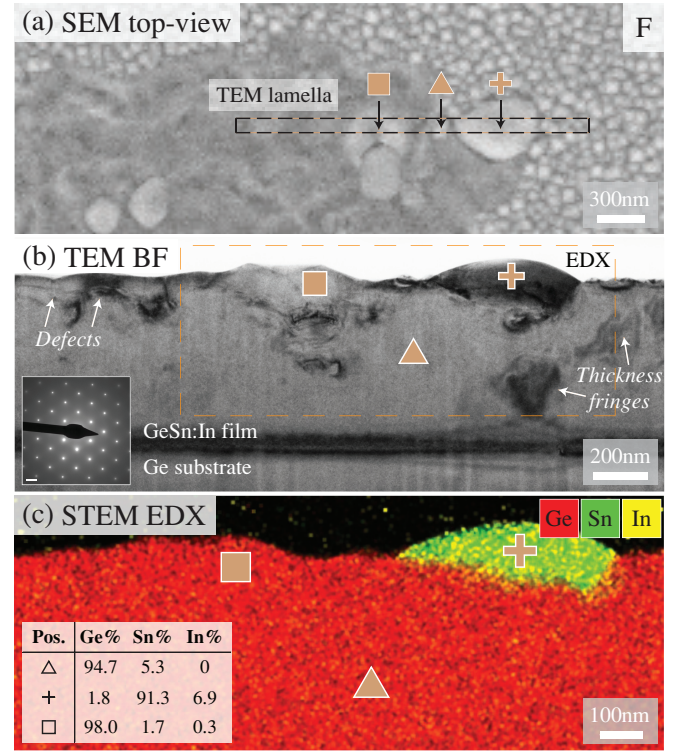 (a) SEM top-view
F
TEM lamella
300nm
(b) TEM BF
EDX
Defects
Thickness
fringes
GeSn:In film
Ge substrate
200nm
(c) STEM EDX
Ge Sn In
Pos. Ge% Sn% In%
△ 94.7 5.3 0
+ 1.8 91.3 6.9
□ 98.0 1.7 0.3
100nm